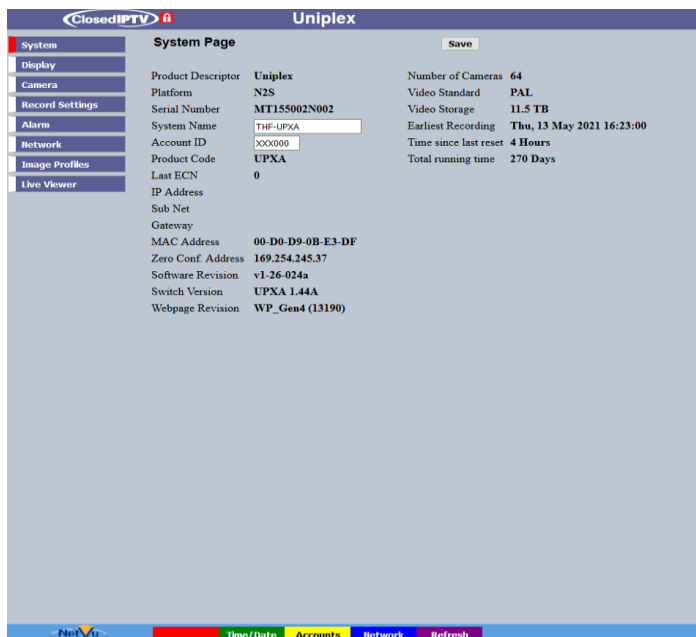 ClosedIPTV Uniplex
System
Display
Camera
Record Settings
Alarm
Network
Image Profiles
Live Viewer
System Page Save
Product Descriptor Uniplex
Platform N2S
Serial Number MT155002N002
System Name THF-UPXA
Account ID XXX000
Product Code UPXA
Last ECN 0
IP Address
Sub Net
Gateway
MAC Address 00-D0-D9-0B-E3-DF
Zero Conf. Address 169.254.245.37
Software Revision v1-26-024a
Switch Version UPXA 1.44A
Webpage Revision WP_Gen4 (13190)
Number of Cameras 64
Video Standard PAL
Video Storage 11.5 TB
Earliest Recording Thu, 13 May 2021 16:23:00
Time since last reset 4 Hours
Total running time 270 Days
NetVu Time/Date Accounts Network Refresh